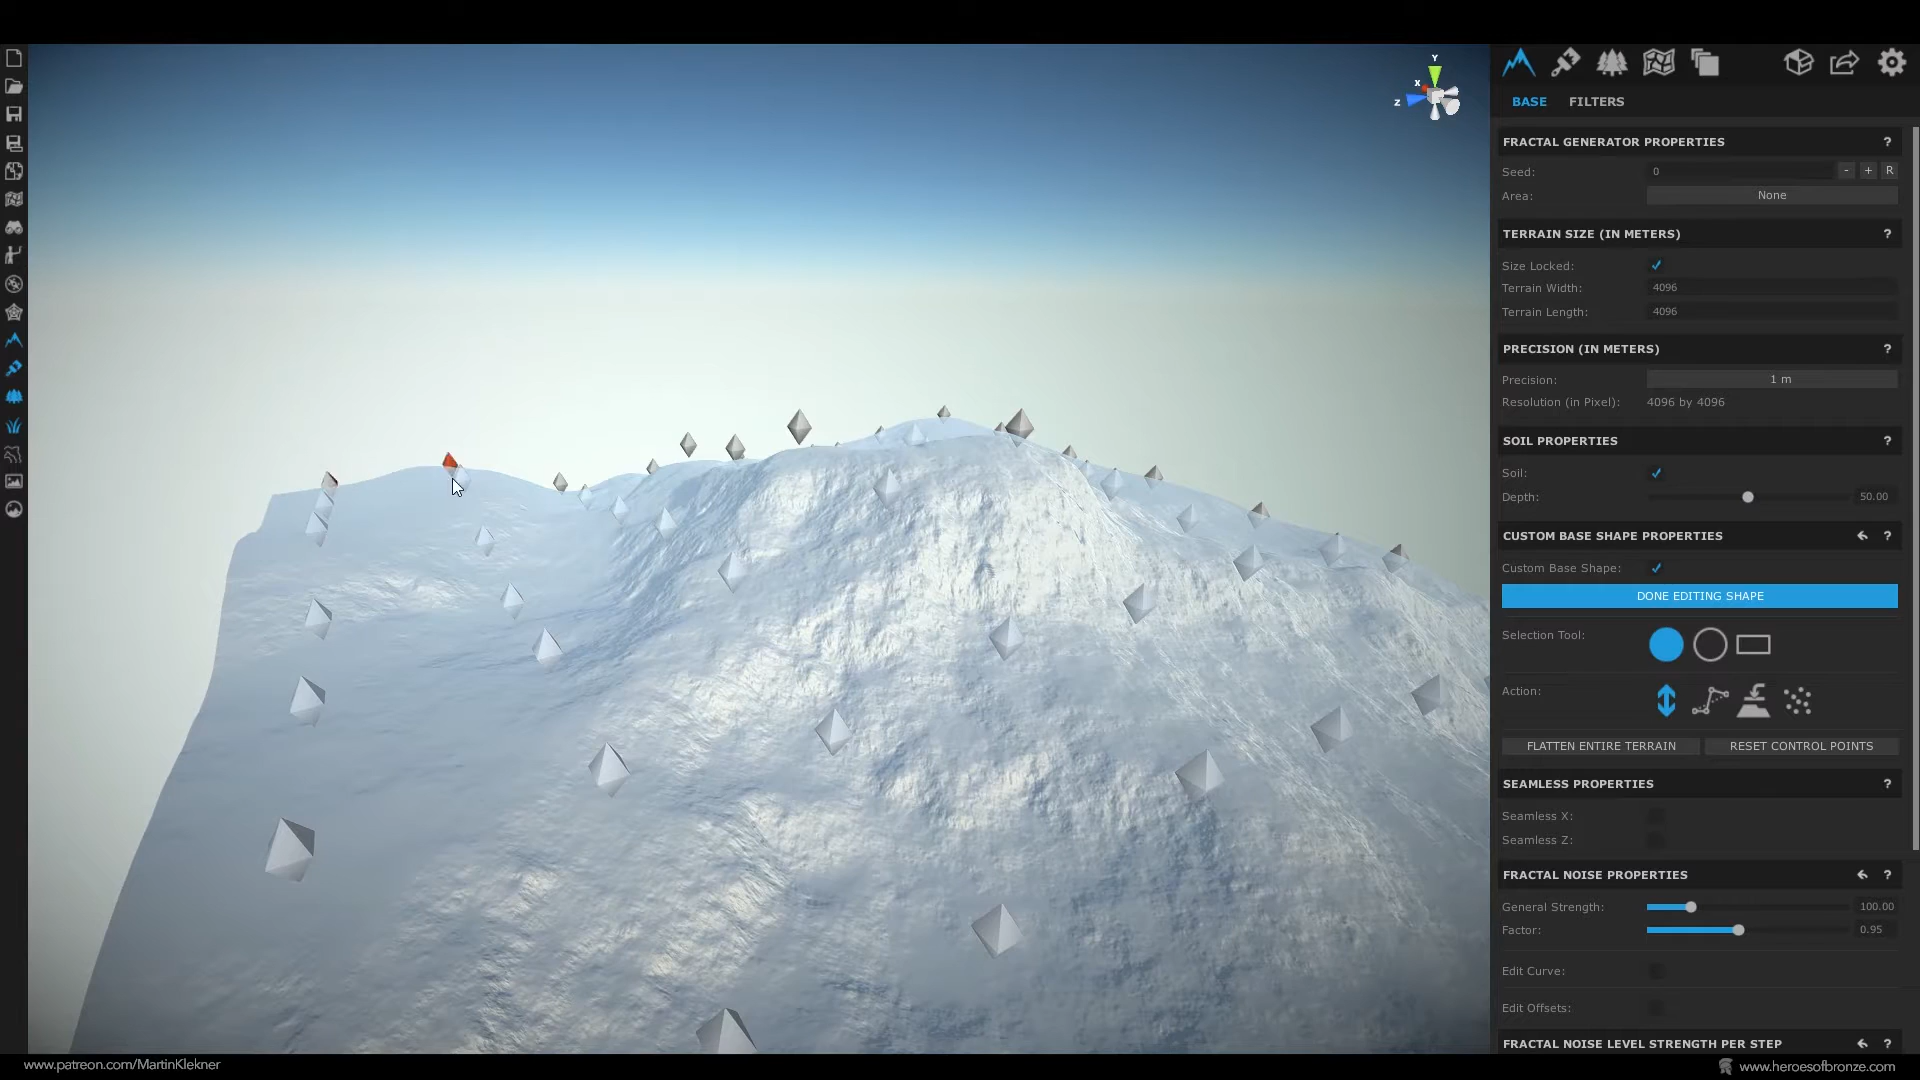 Y
X
Z
BASE FILTERS
FRACTAL GENERATOR PROPERTIES ?
Seed: 0 - + R
Area: None
TERRAIN SIZE (IN METERS) ?
Size Locked:
Terrain Width: 4096
Terrain Length: 4096
PRECISION (IN METERS) ?
Precision: 1 m
Resolution (in Pixel): 4096 by 4096
SOIL PROPERTIES ?
Soil:
Depth: 50.00
CUSTOM BASE SHAPE PROPERTIES ?
Custom Base Shape:
DONE EDITING SHAPE
Selection Tool:
Action:
FLATTEN ENTIRE TERRAIN RESET CONTROL POINTS
SEAMLESS PROPERTIES ?
Seamless X:
Seamless Z:
FRACTAL NOISE PROPERTIES ?
General Strength: 100.00
Factor: 0.95
Edit Curve:
Edit Offsets:
FRACTAL NOISE LEVEL STRENGTH PER STEP ?
www.patreon.com/MartinKlekner
www.heroesofbronze.com